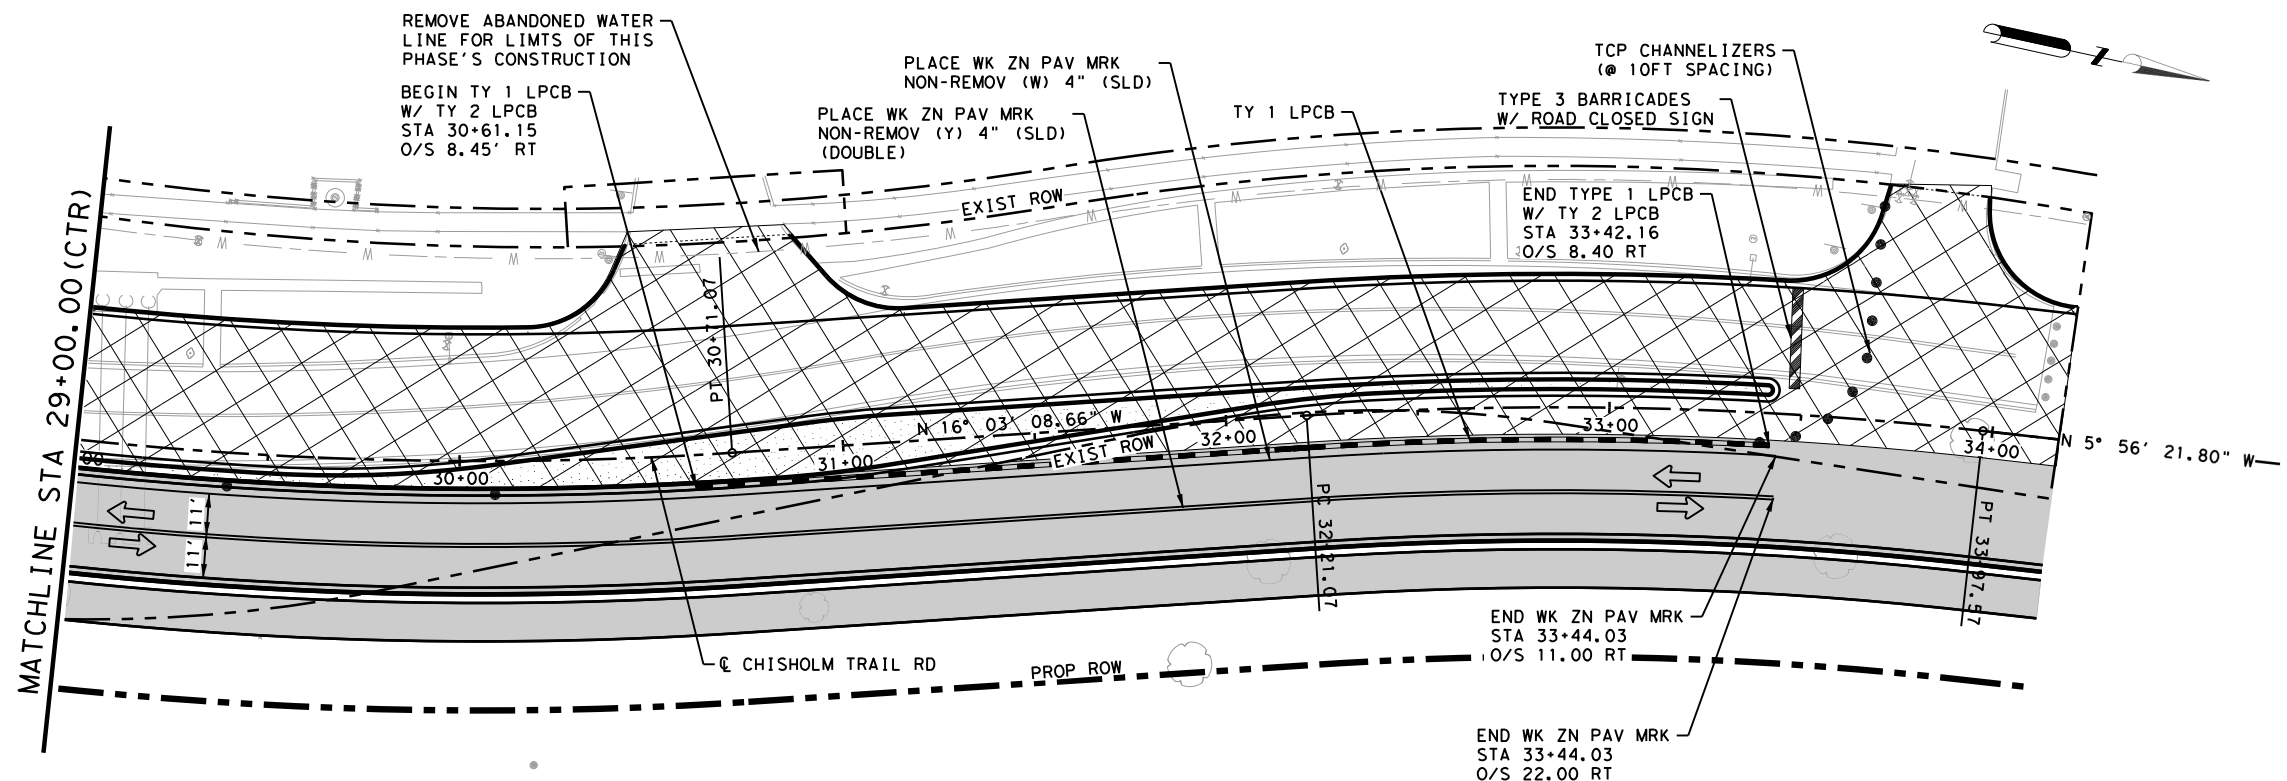 REMOVE ABANDONED WATER
LINE FOR LIMTS OF THIS
PHASE'S CONSTRUCTION
BEGIN TY 1 LPCB
W/ TY 2 LPCB
STA 30+61.15
O/S 8.45' RT
PLACE WK ZN PAV MRK
NON-REMOV (W) 4" (SLD)
PLACE WK ZN PAV MRK
NON-REMOV (Y) 4" (SLD)
(DOUBLE)
TY 1 LPCB
TCP CHANNELIZERS
(@ 10FT SPACING)
TYPE 3 BARRICADES
W/ ROAD CLOSED SIGN
END TYPE 1 LPCB
W/ TY 2 LPCB
STA 33+42.16
O/S 8.40 RT
Z
EXIST ROW
W W W W W W W W W W W W
MATCHLINE STA 29+00.00(CTR)
PT 30+71.07
N 16° 03' 08.66" W
EXIST ROW
00
30+00
31+00
32+00
33+00
34+00
N 5° 56' 21.80" W
11'
11'
PC 32+21.07
PT 33+97.57
℄ CHISHOLM TRAIL RD
PROP ROW
END WK ZN PAV MRK
STA 33+44.03
O/S 11.00 RT
END WK ZN PAV MRK
STA 33+44.03
O/S 22.00 RT